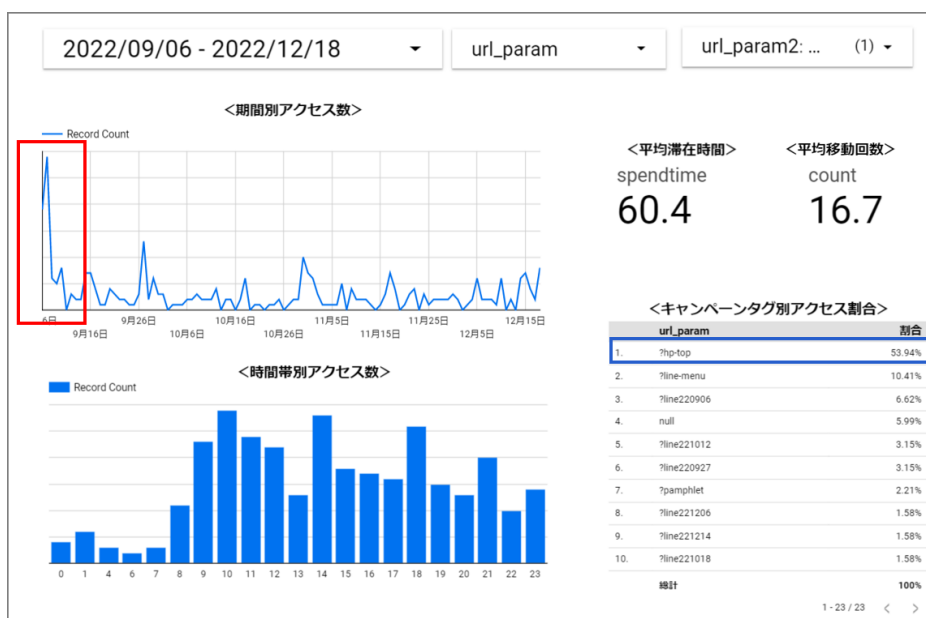 2022/09/06 - 2022/12/18
url_param
url_param2: ... (1)
<期間別アクセス数>
Record Count
6日 9月26日 10月16日 11月5日 11月25日 12月15日
9月16日 10月6日 10月26日 11月15日 12月5日
<平均滞在時間>
spendtime
60.4
<平均移動回数>
count
16.7
<時間帯別アクセス数>
Record Count
0 1 4 6 7 8 9 10 11 12 13 14 15 16 17 18 19 20 21 22 23
<キャンペーンタグ別アクセス割合>
url_param 割合
1. ?hp-top 53.94%
2. ?line-menu 10.41%
3. ?line220906 6.62%
4. null 5.99%
5. ?line221012 3.15%
6. ?line220927 3.15%
7. ?pamphlet 2.21%
8. ?line221206 1.58%
9. ?line221214 1.58%
10. ?line221018 1.58%
総計 100%
1 - 23 / 23 < >